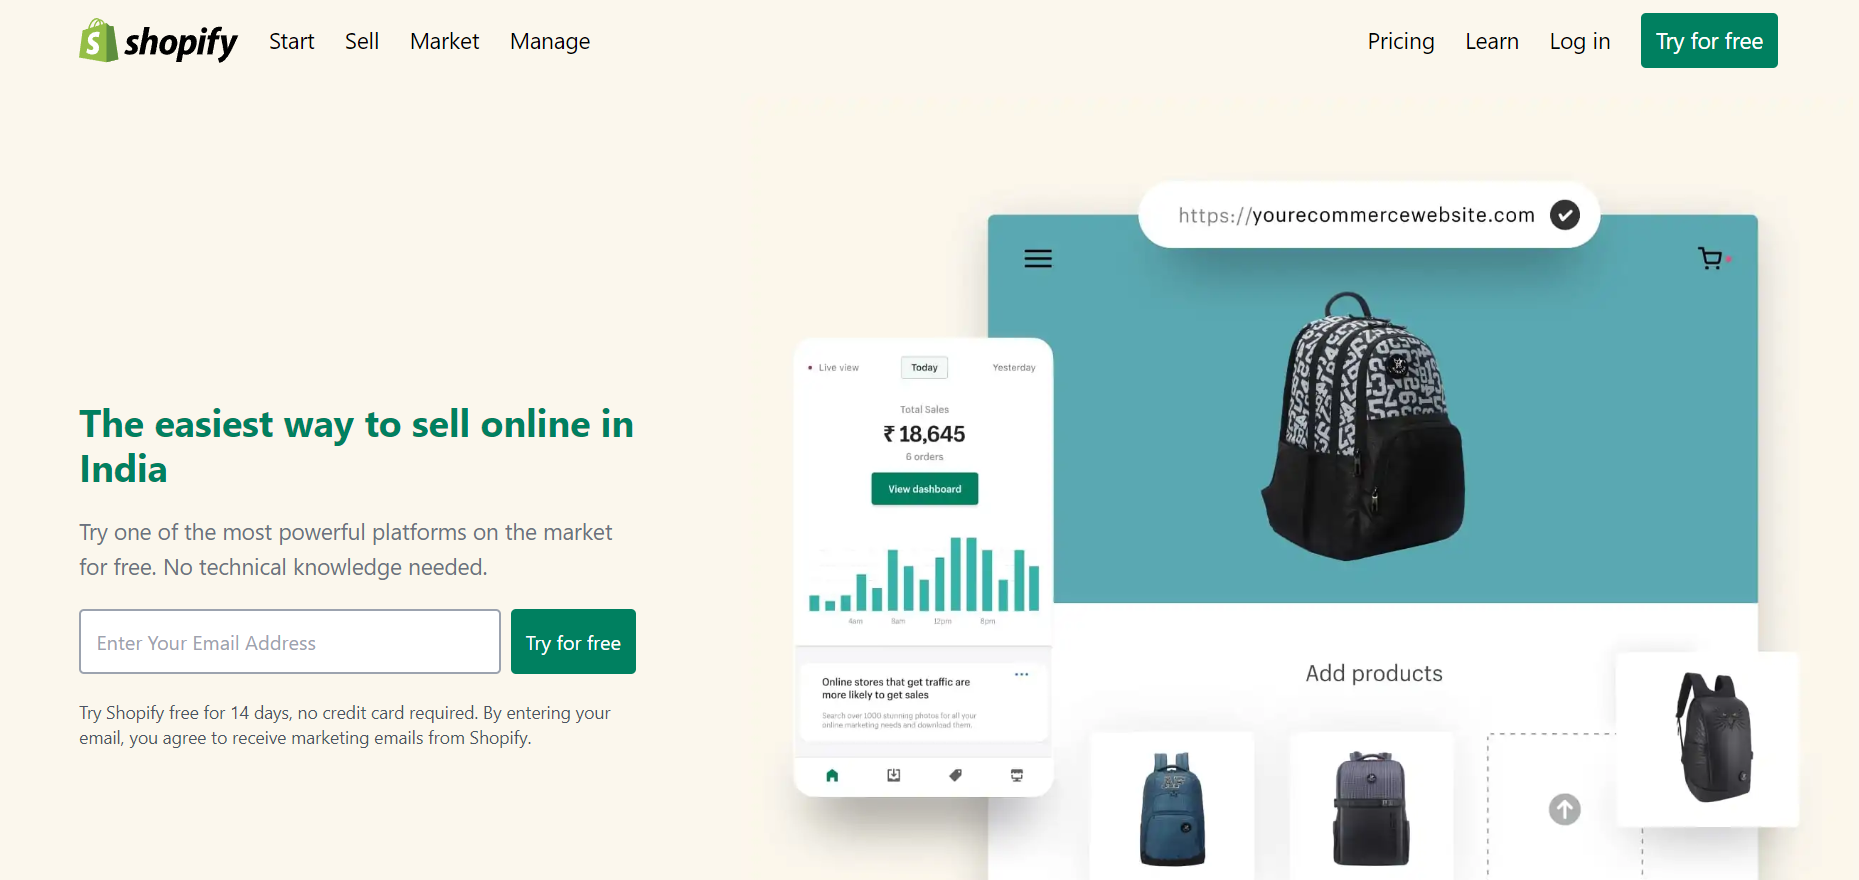 shopify
Start
Sell
Market
Manage
Pricing
Learn
Log in
Try for free
The easiest way to sell online in
India
Try one of the most powerful platforms on the market
for free. No technical knowledge needed.
Enter Your Email Address
Try for free
Try Shopify free for 14 days, no credit card required. By entering your
email, you agree to receive marketing emails from Shopify.
https://yourecommercewebsite.com
Live view
Today
Yesterday
Total Sales
₹ 18,645
6 orders
View dashboard
4am
8am
12pm
8pm
Online stores that get traffic are
more likely to get sales
Search over 1000 stunning photos for all your
online marketing needs and download them.
Add products